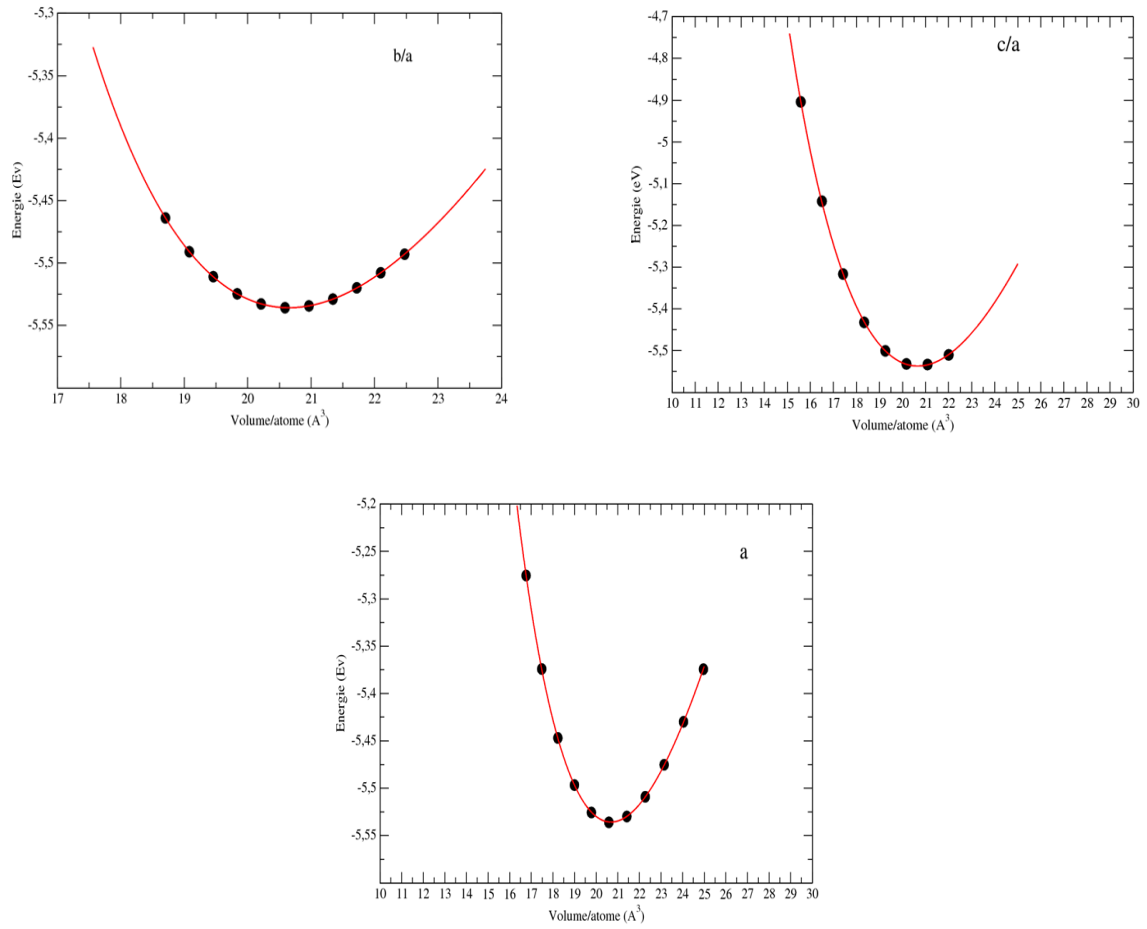 b/a
Energie (Ev)
-5,3
-5,35
-5,4
-5,45
-5,5
-5,55
17 18 19 20 21 22 23 24
Volume/atome (A³)
c/a
Energie (eV)
-4,7
-4,8
-4,9
-5
-5,1
-5,2
-5,3
-5,4
-5,5
10 11 12 13 14 15 16 17 18 19 20 21 22 23 24 25 26 27 28 29 30
Volume/atome (A³)
a
Energie (Ev)
-5,2
-5,25
-5,3
-5,35
-5,4
-5,45
-5,5
-5,55
10 11 12 13 14 15 16 17 18 19 20 21 22 23 24 25 26 27 28 29 30
Volume/atome (A³)